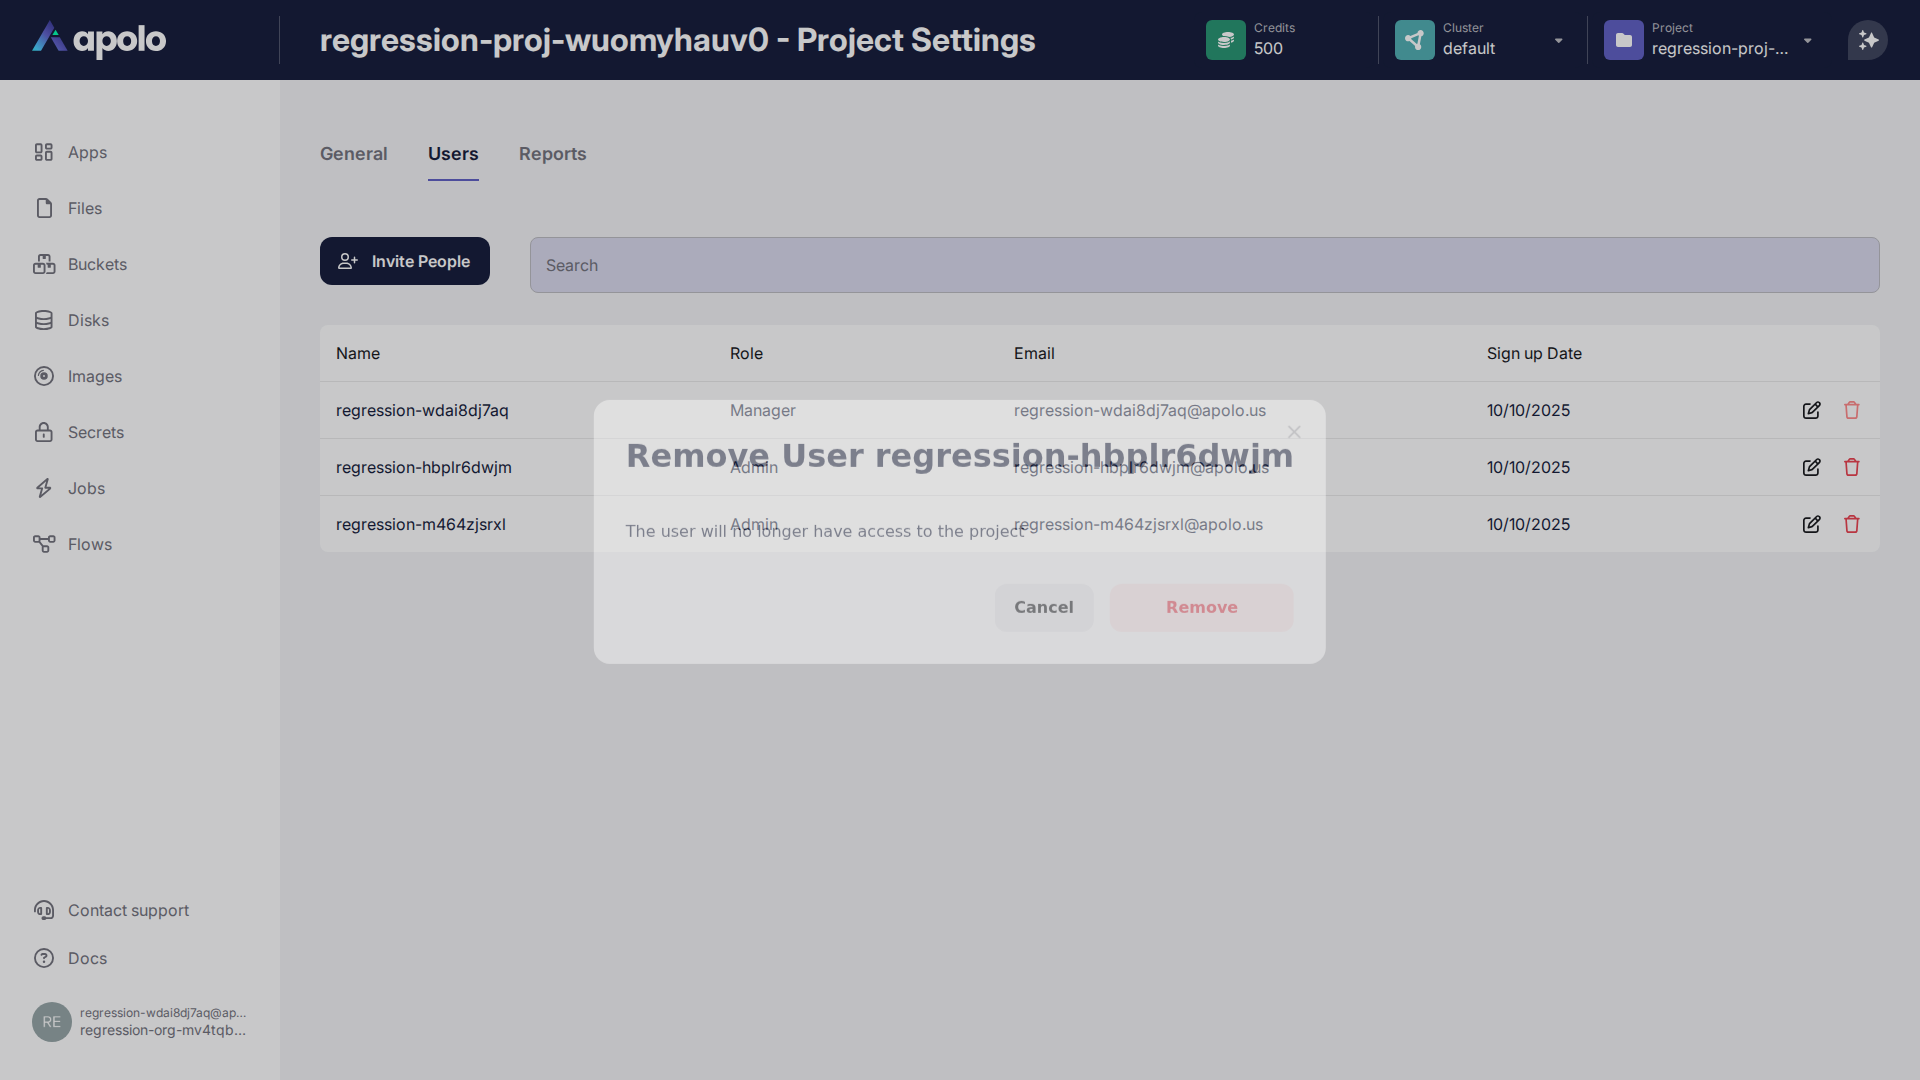 apolo
regression-proj-wuomyhauv0 - Project Settings
Credits
500
Cluster
default
Project
regression-proj-...
Apps
Files
Buckets
Disks
Images
Secrets
Jobs
Flows
General Users Reports
Invite People
Search
Name Role Email Sign up Date
regression-wdai8dj7aq Manager regression-wdai8dj7aq@apolo.us 10/10/2025
regression-hbplr6dwjm Admin regression-hbplr6dwjm@apolo.us 10/10/2025
regression-m464zjsrxl Admin regression-m464zjsrxl@apolo.us 10/10/2025
Remove User regression-hbplr6dwjm
The user will no longer have access to the project
Cancel Remove
Contact support
Docs
RE
regression-wdai8dj7aq@ap...
regression-org-mv4tqb...